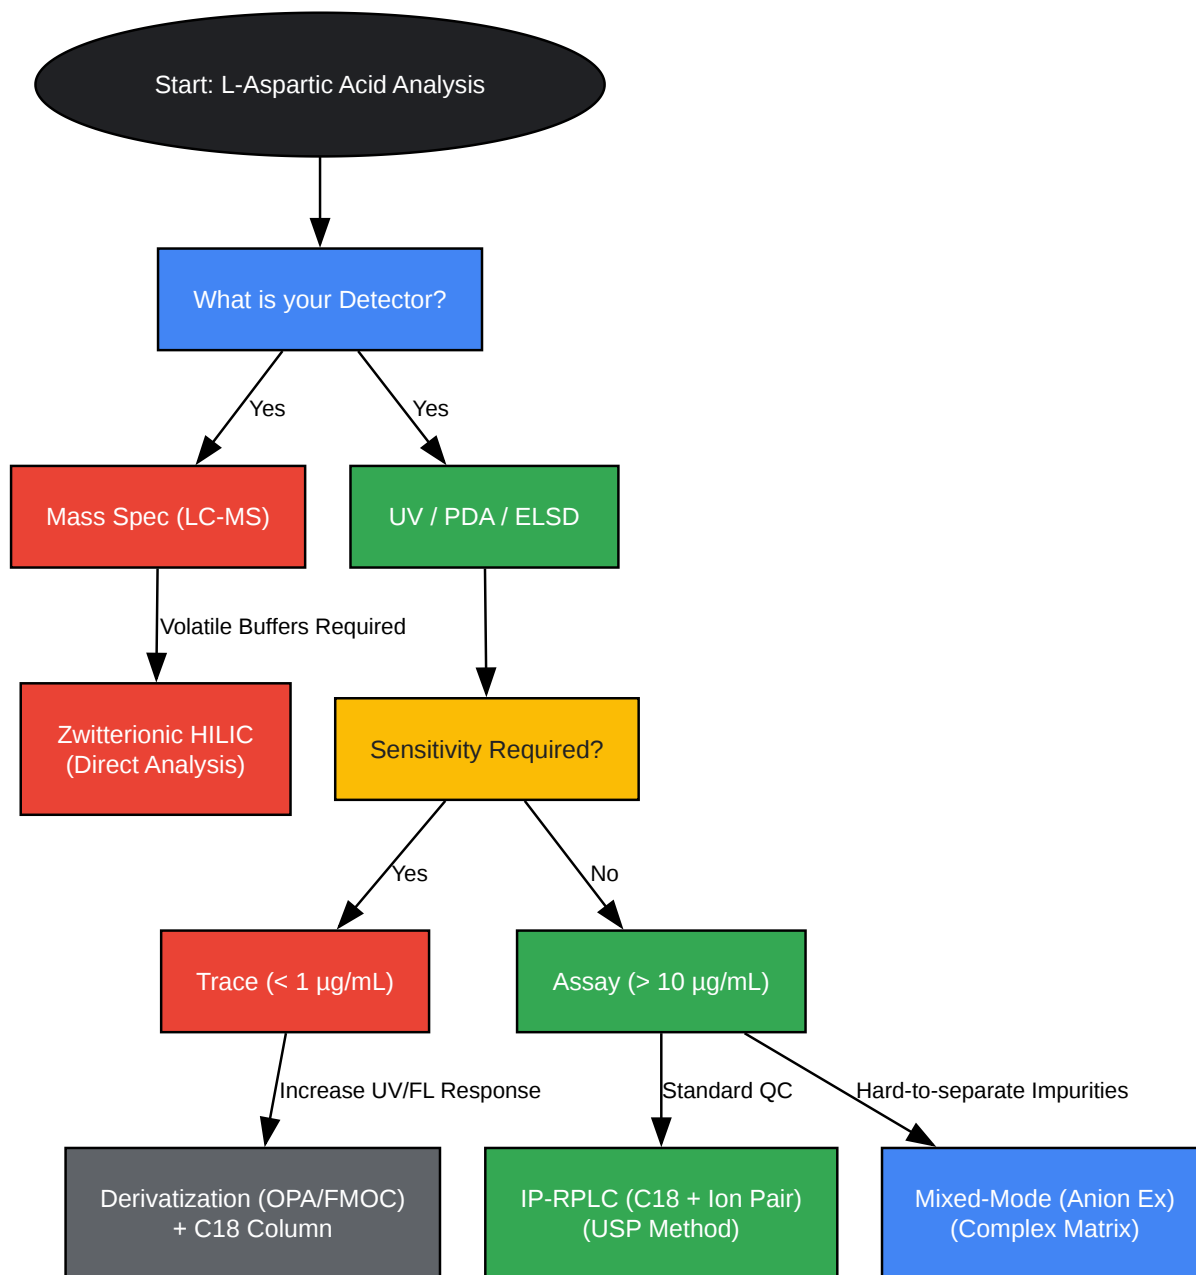 Start: L-Aspartic Acid Analysis
What is your Detector?
Yes
Yes
Mass Spec (LC-MS)
UV / PDA / ELSD
Volatile Buffers Required
Zwitterionic HILIC
(Direct Analysis)
Sensitivity Required?
Yes
No
Trace (< 1 µg/mL)
Assay (> 10 µg/mL)
Increase UV/FL Response
Standard QC
Hard-to-separate Impurities
Derivatization (OPA/FMOC)
+ C18 Column
IP-RPLC (C18 + Ion Pair)
(USP Method)
Mixed-Mode (Anion Ex)
(Complex Matrix)